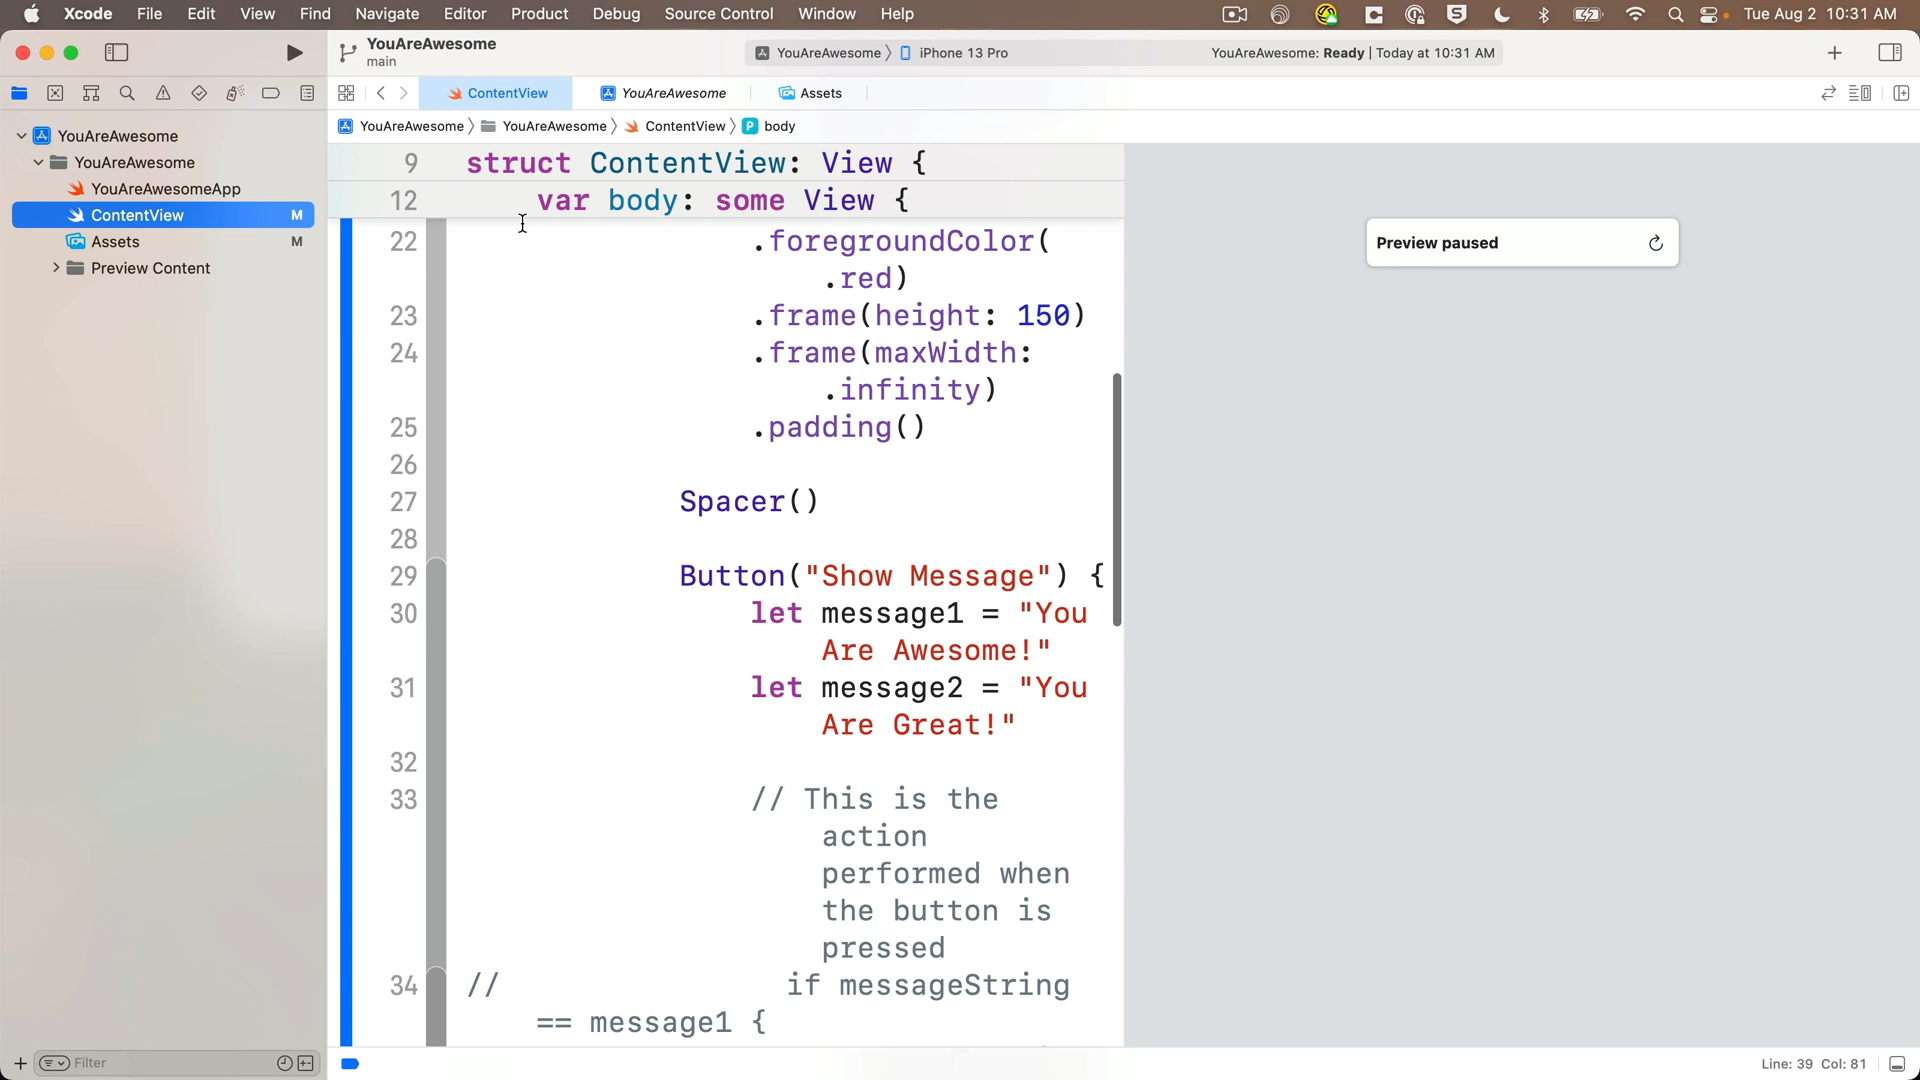 Xcode File Edit View Find Navigate Editor Product Debug Source Control Window Help Tue Aug 2 10:31 AM
YouAreAwesome
main
YouAreAwesome iPhone 13 Pro
YouAreAwesome: Ready | Today at 10:31 AM
ContentView YouAreAwesome Assets
YouAreAwesome YouAreAwesome ContentView P body
YouAreAwesome
YouAreAwesome
YouAreAwesomeApp
ContentView M
Assets M
Preview Content
9 struct ContentView: View {
12 var body: some View {
22 .foregroundColor(
.red)
23 .frame(height: 150)
24 .frame(maxWidth:
.infinity)
25 .padding()
26
27 Spacer()
28
29 Button("Show Message") {
30 let message1 = "You
Are Awesome!"
31 let message2 = "You
Are Great!"
32
33 // This is the
action
performed when
the button is
pressed
34 // if messageString
== message1 {
Preview paused
Filter
Line: 39 Col: 81